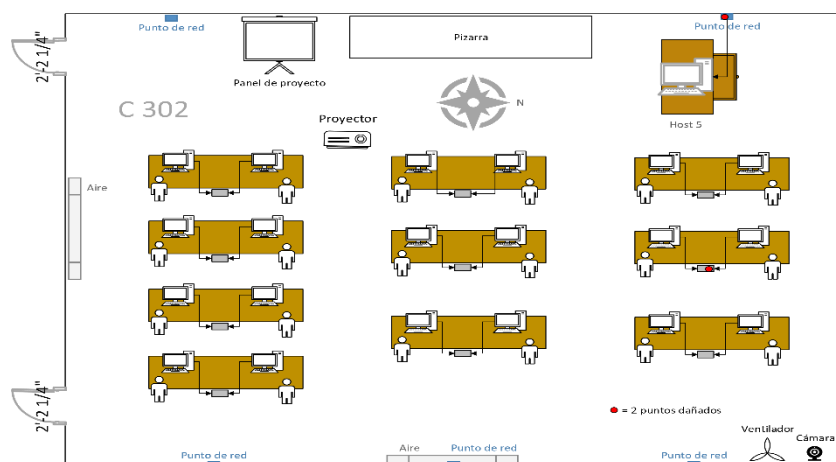 Punto de red
Punto de red
2'-2 1/4"
Pizarra
Panel de proyecto
C 302
N
Host 5
Proyector
Aire
= 2 puntos dañados
2'-2 1/4"
Ventilador
Cámara
Punto de red
Aire
Punto de red
Punto de red